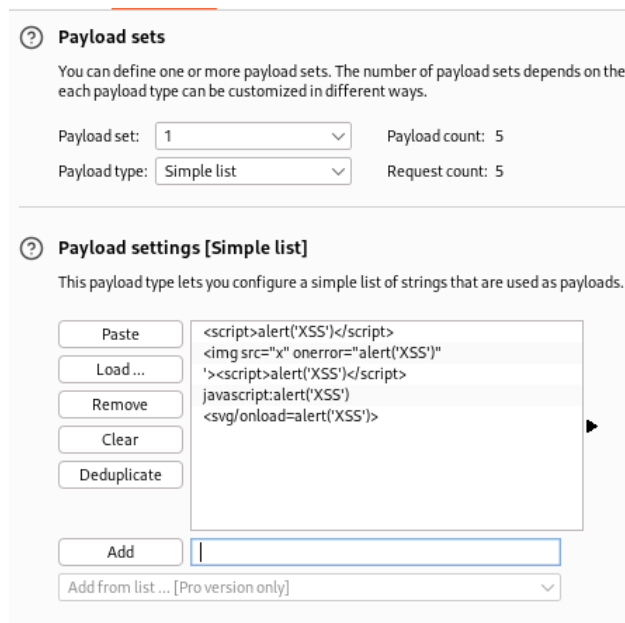 Payload sets
You can define one or more payload sets. The number of payload sets depends on the
each payload type can be customized in different ways.
Payload set: 1 Payload count: 5
Payload type: Simple list Request count: 5
Payload settings [Simple list]
This payload type lets you configure a simple list of strings that are used as payloads.
Paste
Load ...
Remove
Clear
Deduplicate
<script>alert('XSS')</script>
<img src="x" onerror="alert('XSS')"
'><script>alert('XSS')</script>
javascript:alert('XSS')
<svg/onload=alert('XSS')>
Add
Add from list ... [Pro version only]